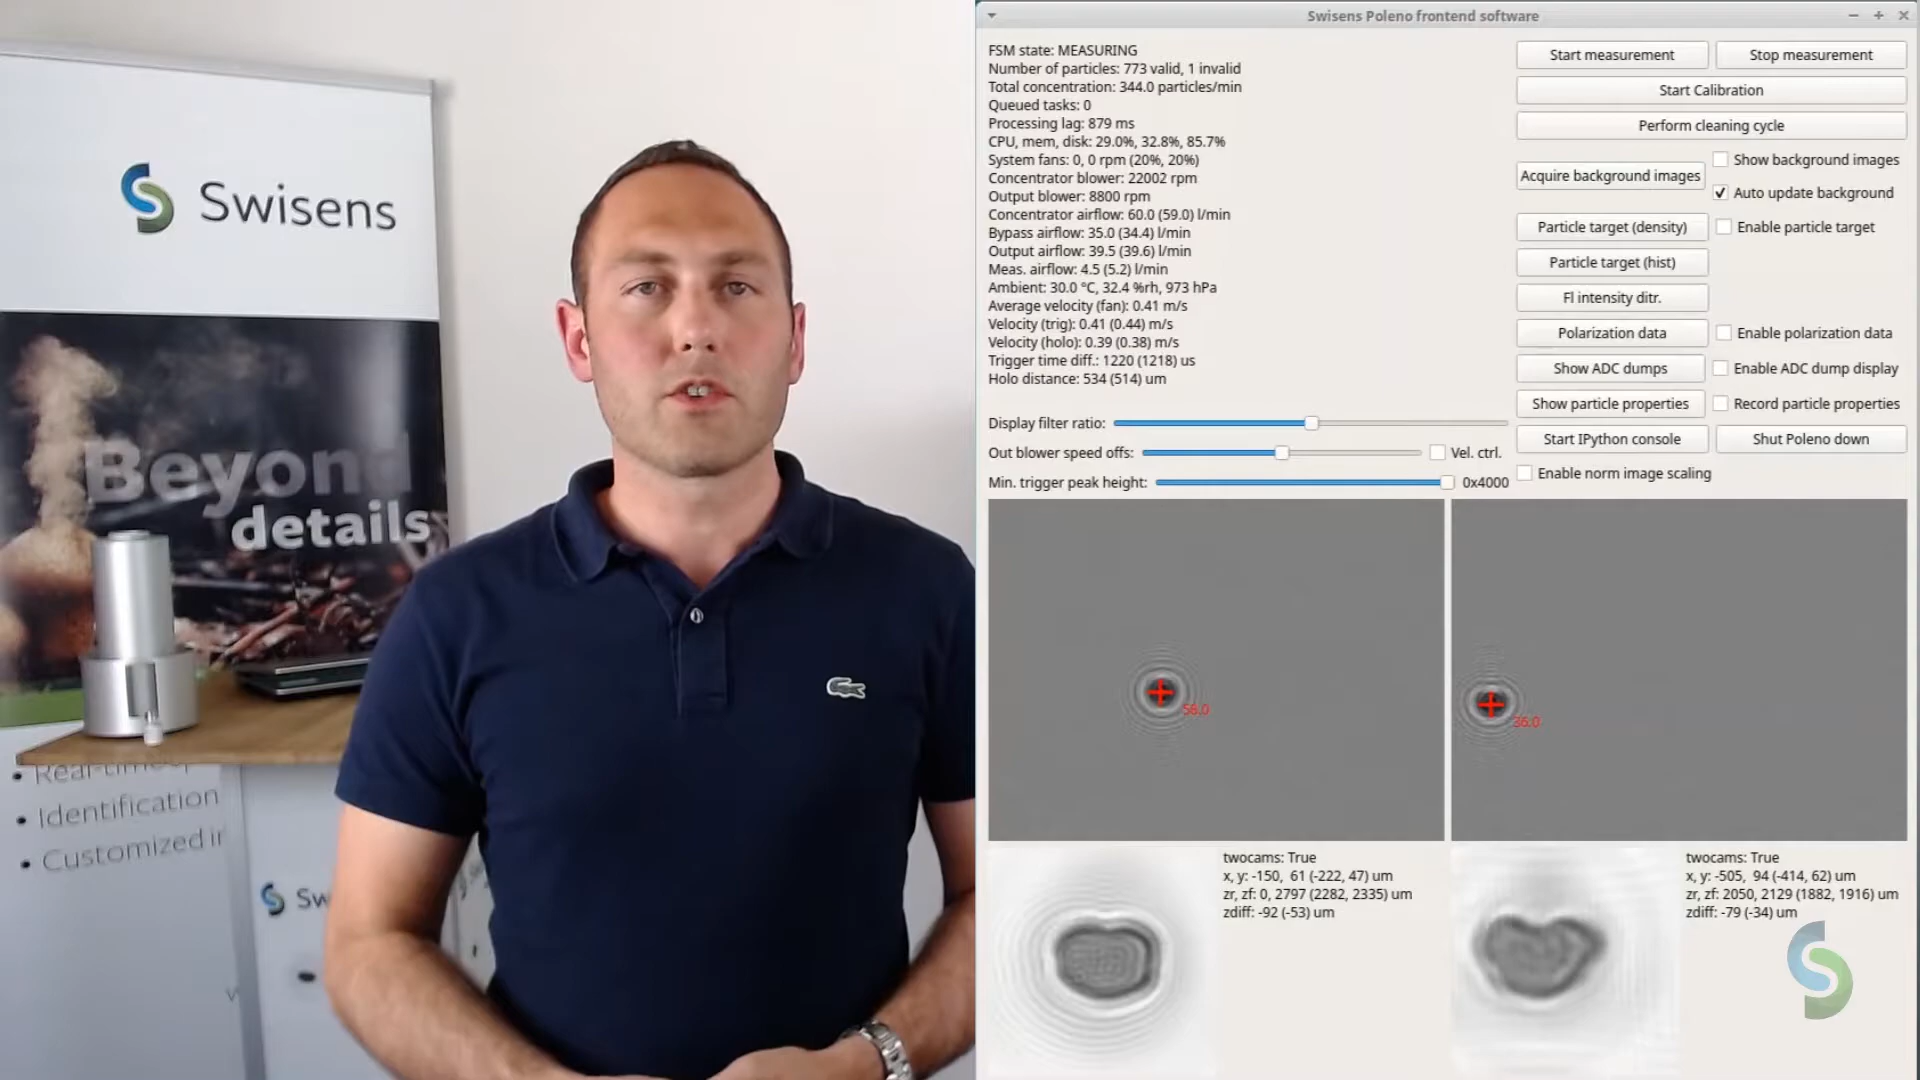 Swisens
Beyond
details
Identification
Swisens Poleno frontend software
FSM state: MEASURING
Number of particles: 773 valid, 1 invalid
Total concentration: 344.0 particles/min
Queued tasks: 0
Processing lag: 879 ms
CPU, mem, disk: 29.0%, 32.8%, 85.7%
System fans: 0, 0 rpm (20%, 20%)
Concentrator blower: 22002 rpm
Output blower: 8800 rpm
Concentrator airflow: 60.0 (59.0) l/min
Bypass airflow: 35.0 (34.4) l/min
Output airflow: 39.5 (39.6) l/min
Meas. airflow: 4.5 (5.2) l/min
Ambient: 30.0 °C, 32.4 %rh, 973 hPa
Average velocity (fan): 0.41 m/s
Velocity (trig): 0.41 (0.44) m/s
Velocity (holo): 0.39 (0.38) m/s
Trigger time diff.: 1220 (1218) us
Holo distance: 534 (514) um
Display filter ratio:
Out blower speed offs:
Vel. ctrl.
Min. trigger peak height:
0x4000
Start measurement
Stop measurement
Start Calibration
Perform cleaning cycle
Acquire background images
Show background images
Auto update background
Particle target (density)
Enable particle target
Particle target (hist)
Fl intensity ditr.
Polarization data
Enable polarization data
Show ADC dumps
Enable ADC dump display
Show particle properties
Record particle properties
Start IPython console
Shut Poleno down
Enable norm image scaling
36.0
twocams: True
x, y: -150, 61 (-222, 47) um
zr, zf: 0, 2797 (2282, 2335) um
zdiff: -92 (-53) um
twocams: True
x, y: -505, 94 (-414, 62) um
zr, zf: 2050, 2129 (1882, 1916) um
zdiff: -79 (-34) um